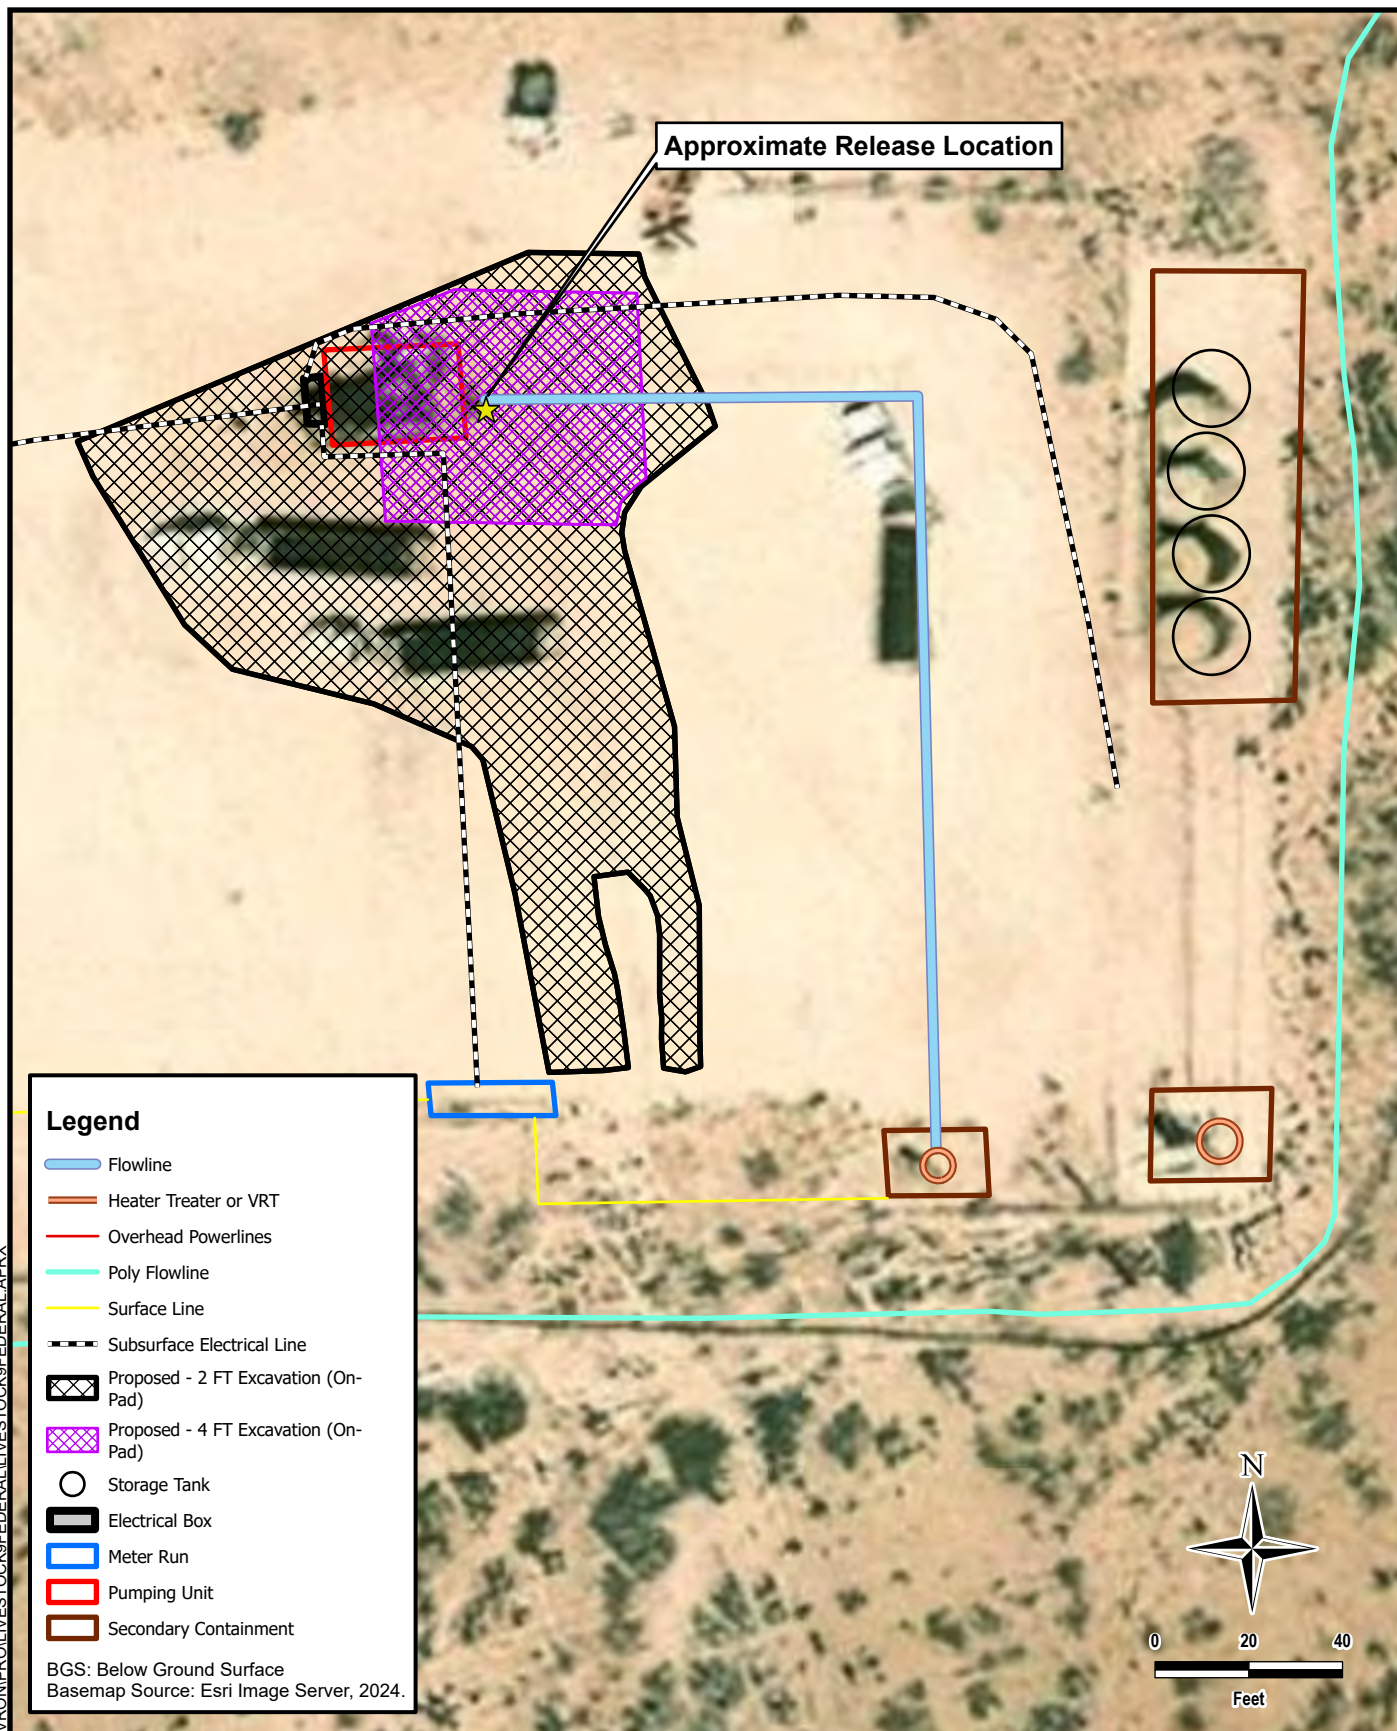 Approximate Release Location
Legend
Flowline
Heater Treater or VRT
Overhead Powerlines
Poly Flowline
Surface Line
Subsurface Electrical Line
Proposed - 2 FT Excavation (On-
Pad)
Proposed - 4 FT Excavation (On-
Pad)
Storage Tank
Electrical Box
Meter Run
Pumping Unit
Secondary Containment
BGS: Below Ground Surface
Basemap Source: Esri Image Server, 2024.
N
0 20 40
Feet